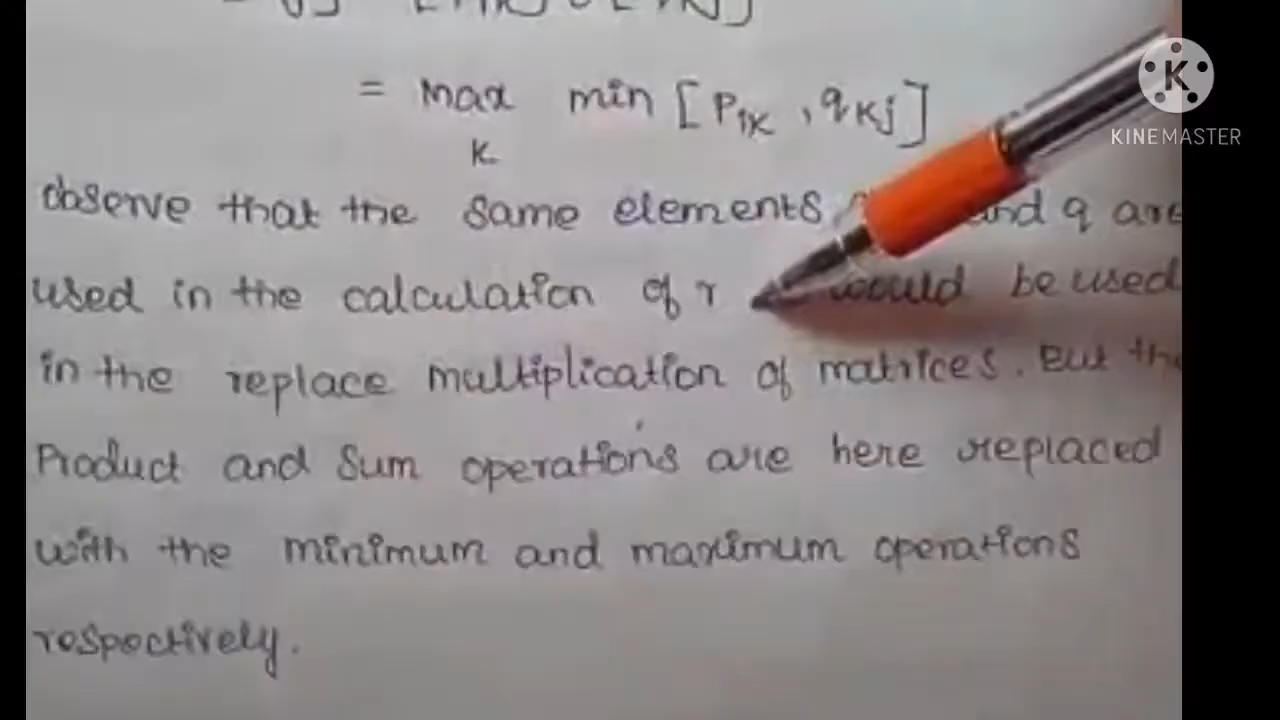 = max min [Pik , qkj]
K
KINEMASTER
observe that the same elements and q are
used in the calculation of r would be used
in the replace multiplication of matrices. But the
Product and Sum operations are here replaced
with the minimum and maximum operations
respectively.